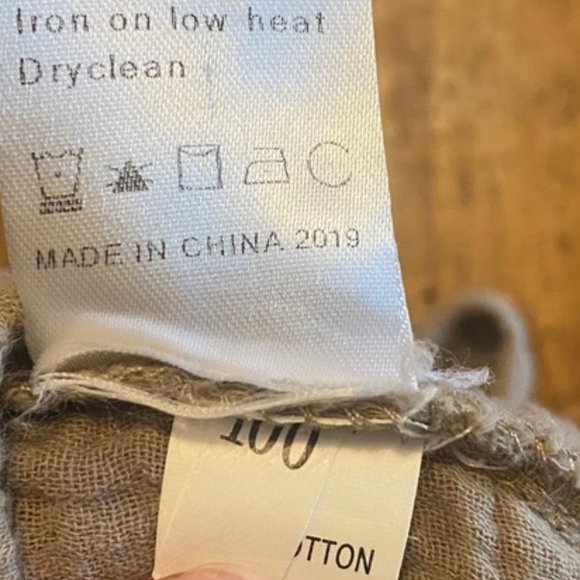 Iron on low heat
Dryclean
MADE IN CHINA 2019
100
OTTON